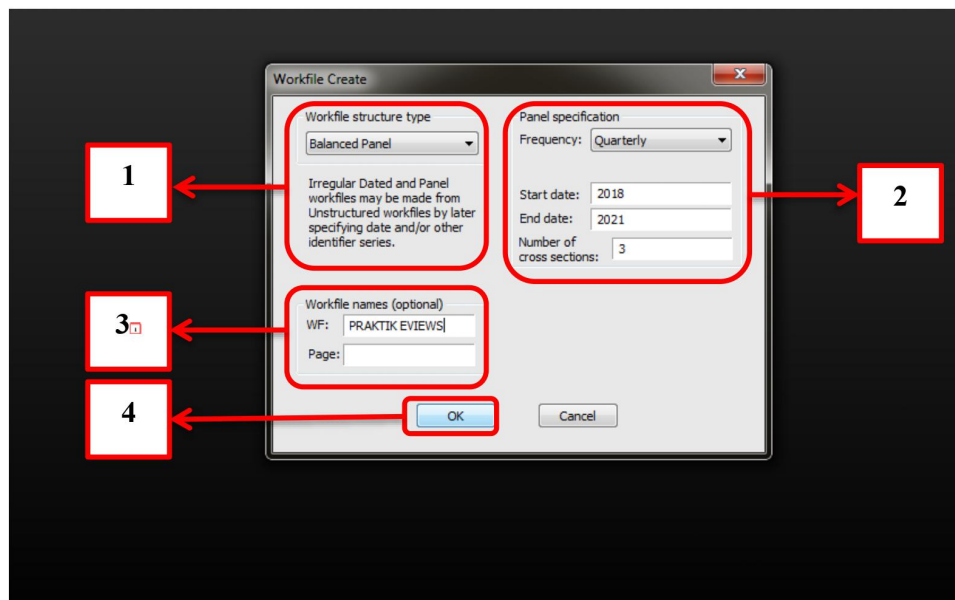 Workfile Create
Workfile structure type
Balanced Panel
Irregular Dated and Panel
workfiles may be made from
Unstructured workfiles by later
specifying date and/or other
identifier series.
Panel specification
Frequency: Quarterly
Start date: 2018
End date: 2021
Number of
cross sections: 3
Workfile names (optional)
WF: PRAKTIK EVIEWS
Page:
OK
Cancel
1
2
3
4